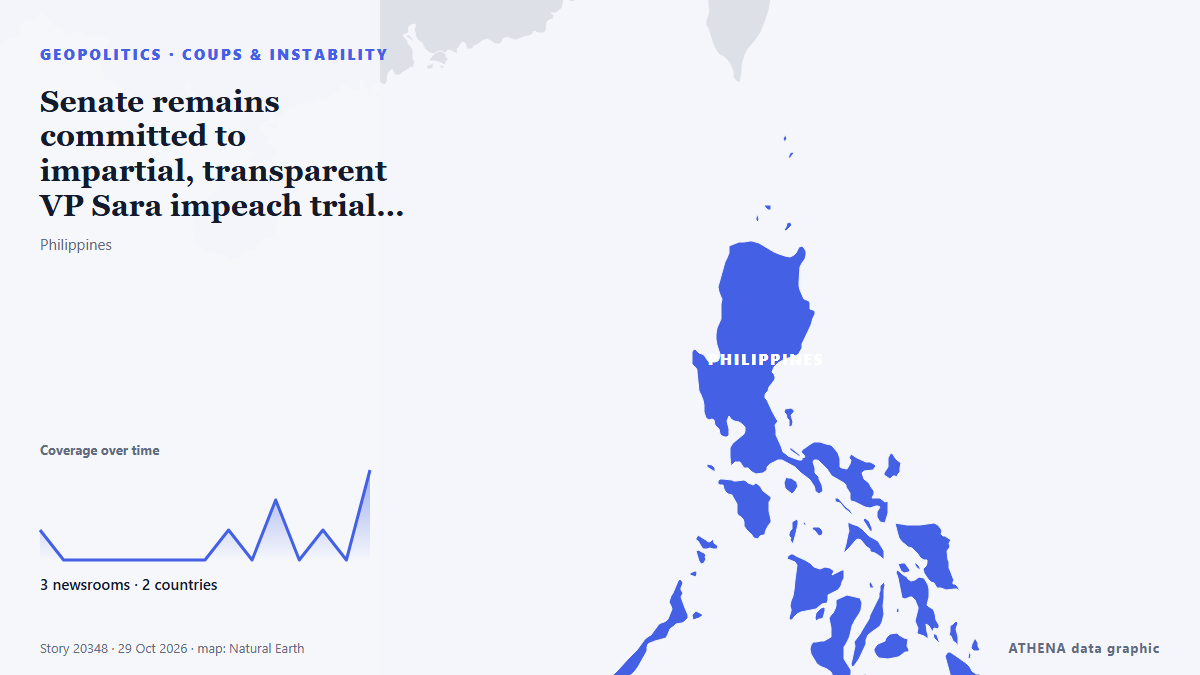 GEOPOLITICS · COUPS & INSTABILITY
Senate remains
committed to
impartial, transparent
VP Sara impeach trial...
Philippines
PHILIPPINES
Coverage over time
3 newsrooms · 2 countries
Story 20348 · 29 Oct 2026 · map: Natural Earth
ATHENA data graphic